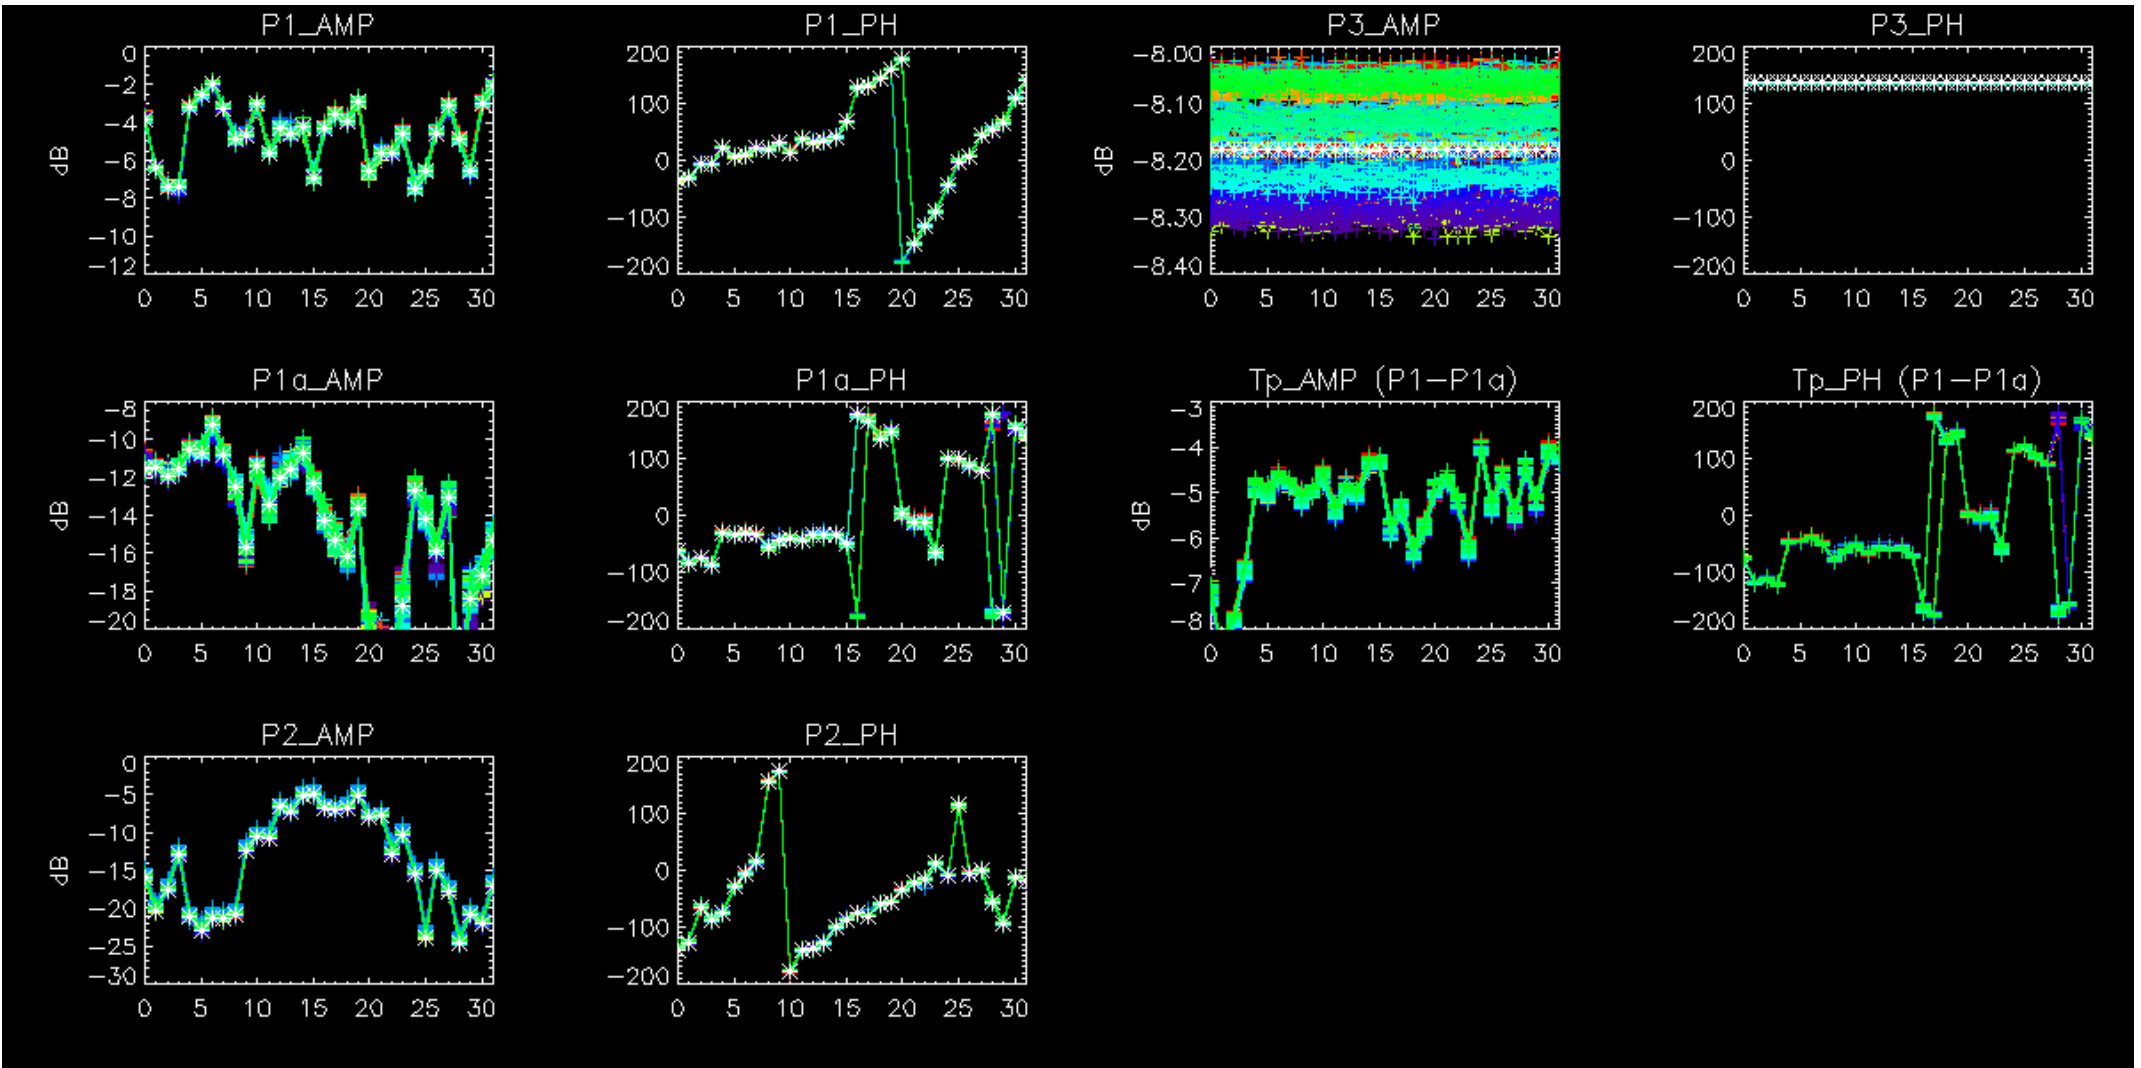 P1_AMP
0
−2
−4
−6
−8
−10
−12
dB
0 5 10 15 20 25 30
P1_PH
200
100
0
−100
−200
0 5 10 15 20 25 30
P3_AMP
−8.00
−8.10
−8.20
−8.30
−8.40
dB
0 5 10 15 20 25 30
P3_PH
200
100
0
−100
−200
0 5 10 15 20 25 30
P1a_AMP
−8
−10
−12
−14
−16
−18
−20
dB
0 5 10 15 20 25 30
P1a_PH
200
100
0
−100
−200
0 5 10 15 20 25 30
Tp_AMP (P1−P1a)
−3
−4
−5
−6
−7
−8
dB
0 5 10 15 20 25 30
Tp_PH (P1−P1a)
200
100
0
−100
−200
0 5 10 15 20 25 30
P2_AMP
0
−5
−10
−15
−20
−25
−30
dB
0 5 10 15 20 25 30
P2_PH
200
100
0
−100
−200
0 5 10 15 20 25 30